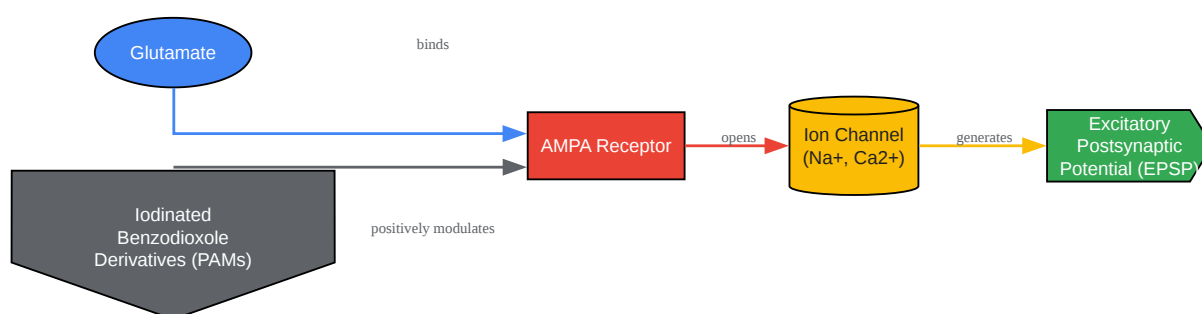 Glutamate
binds
AMPA Receptor
opens
Ion Channel
(Na+, Ca2+)
generates
Excitatory
Postsynaptic
Potential (EPSP)
Iodinated
Benzodioxole
Derivatives (PAMs)
positively modulates